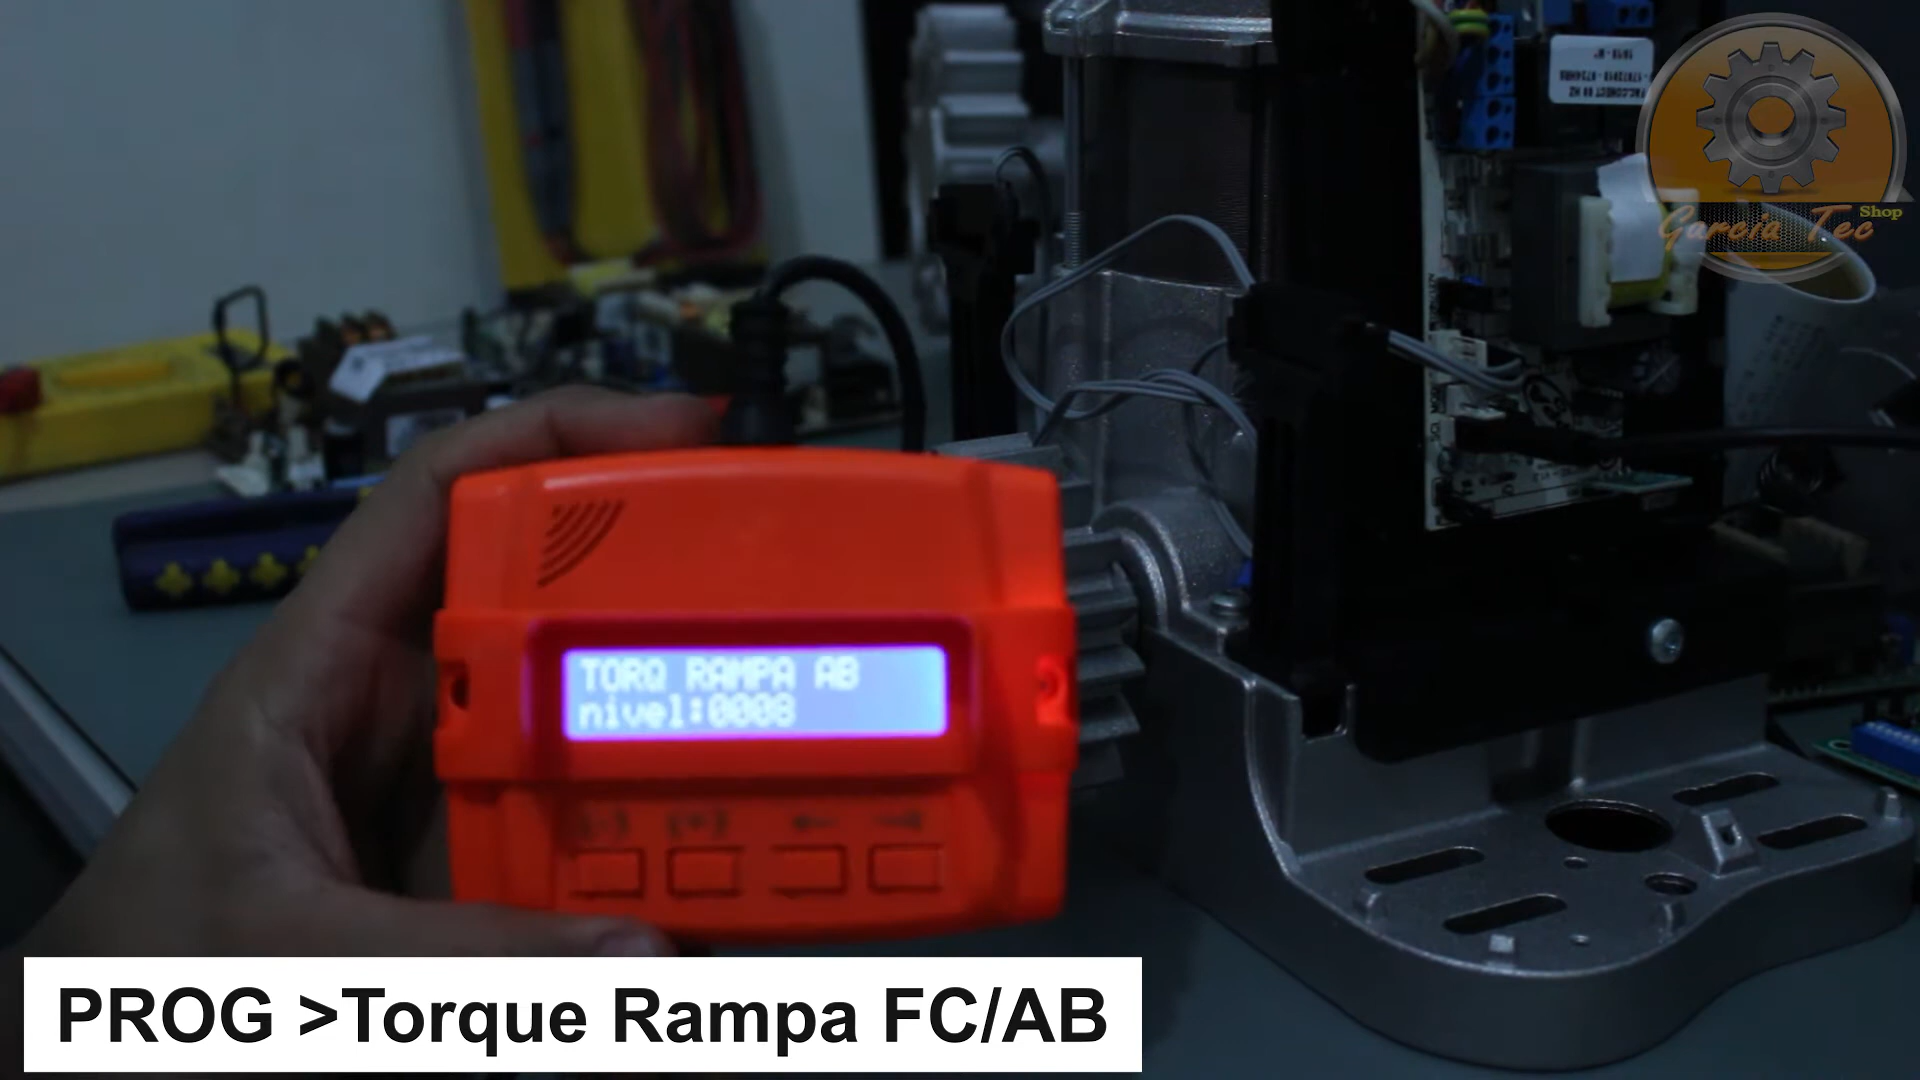 Shop
Garcia Tec
TORQ RAMPA AB
nivel:0008
(-) (+)
PROG >Torque Rampa FC/AB